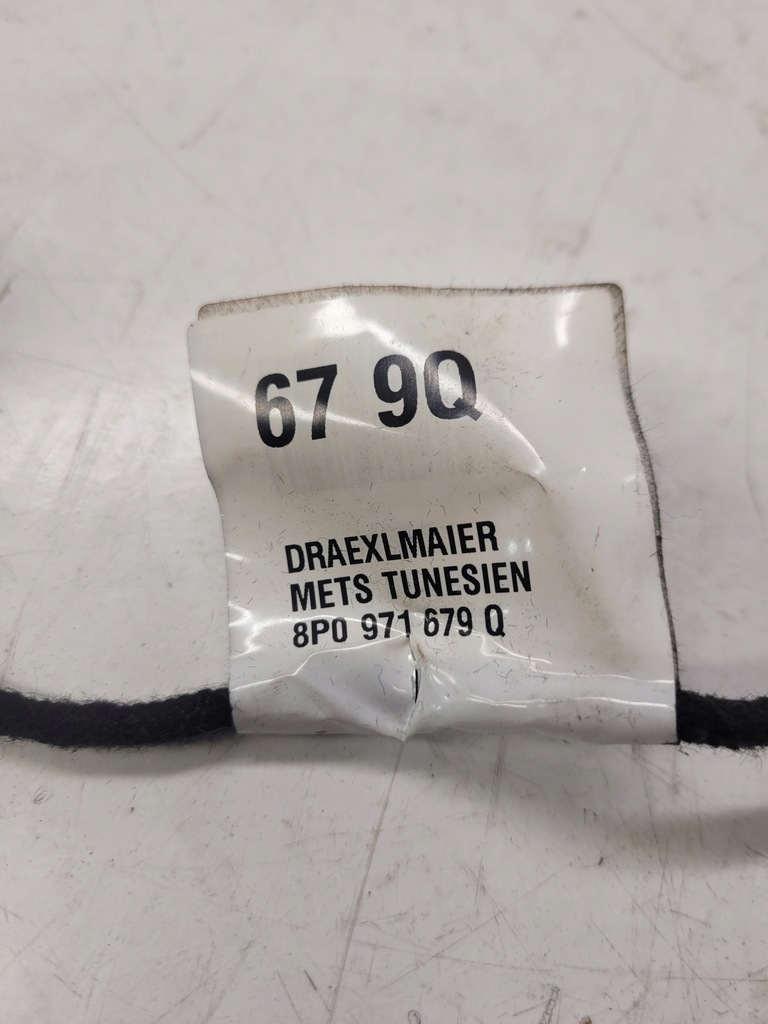 67 9Q
DRAEXLMAIER
METS TUNESIEN
8P0 971 679 Q